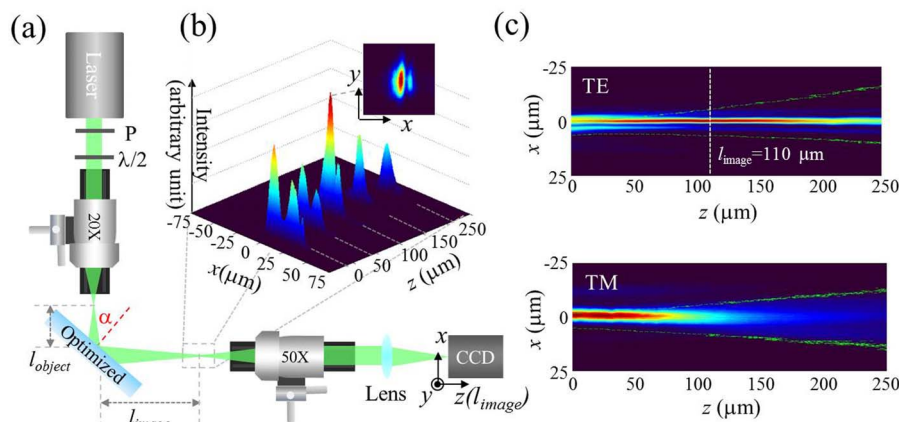 (a)
Laser
P
λ/2
20X
α
l_object
Optimized
l_image
(b)
Intensity
(arbitrary unit)
y
x
-75
-50
-25
0
25
50
75
x(μm)
0
50
100
150
200
250
z (μm)
50X
Lens
CCD
x
y
z(l_image)
(c)
TE
-25
0
25
x (μm)
l_image=110 μm
0
50
100
150
200
250
z (μm)
TM
-25
0
25
x (μm)
0
50
100
150
200
250
z (μm)